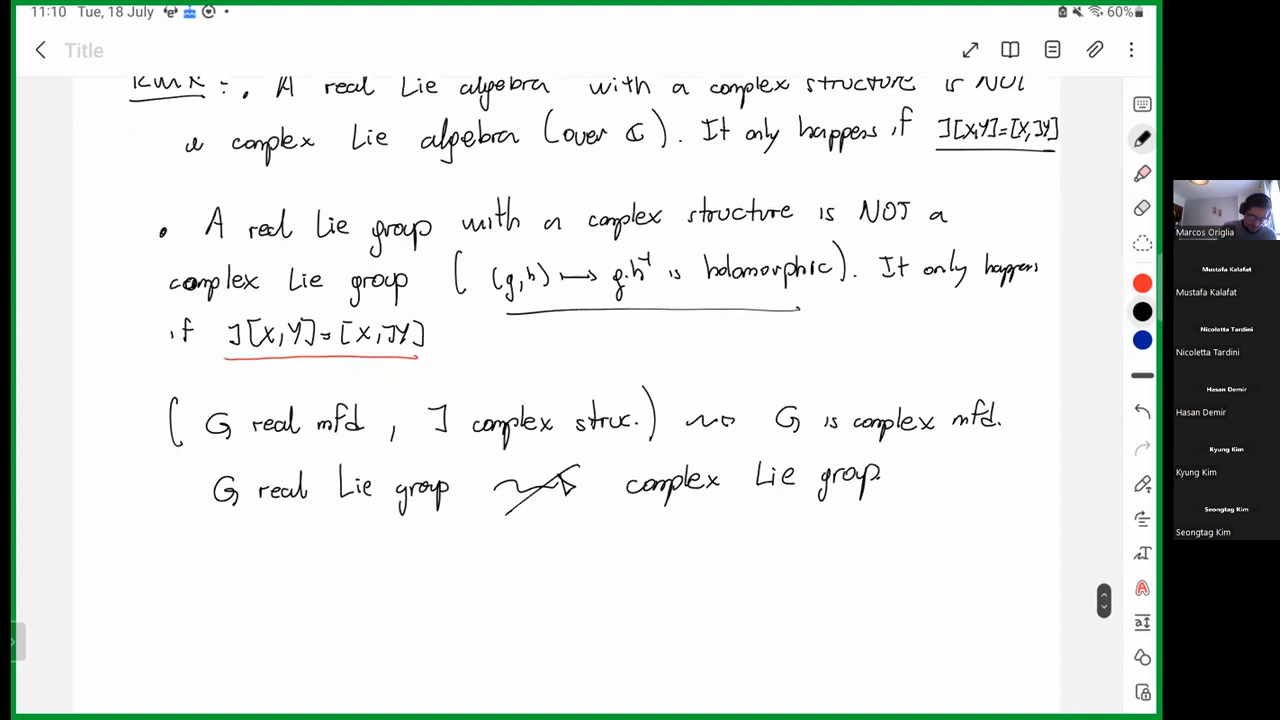 11:10 Tue, 18 July
60%
Title
Rmk : . A real Lie algebra with a complex structure is NOT
a complex Lie algebra (over ℂ). It only happens if J[X,Y]=[X,JY]
. A real Lie group with a complex structure is NOT a
complex Lie group ( (g,h) ⟼ g.h⁻¹ is holomorphic). It only happens
if J[X,Y]=[X,JY]
( G real mfd , J complex struc.) ⇝ G is complex mfd.
G real Lie group complex Lie group.
Marcos Origlia
Mustafa Kalafat
Mustafa Kalafat
Nicoletta Tardini
Nicoletta Tardini
Hasan Demir
Hasan Demir
Kyung Kim
Kyung Kim
Seongtag Kim
Seongtag Kim